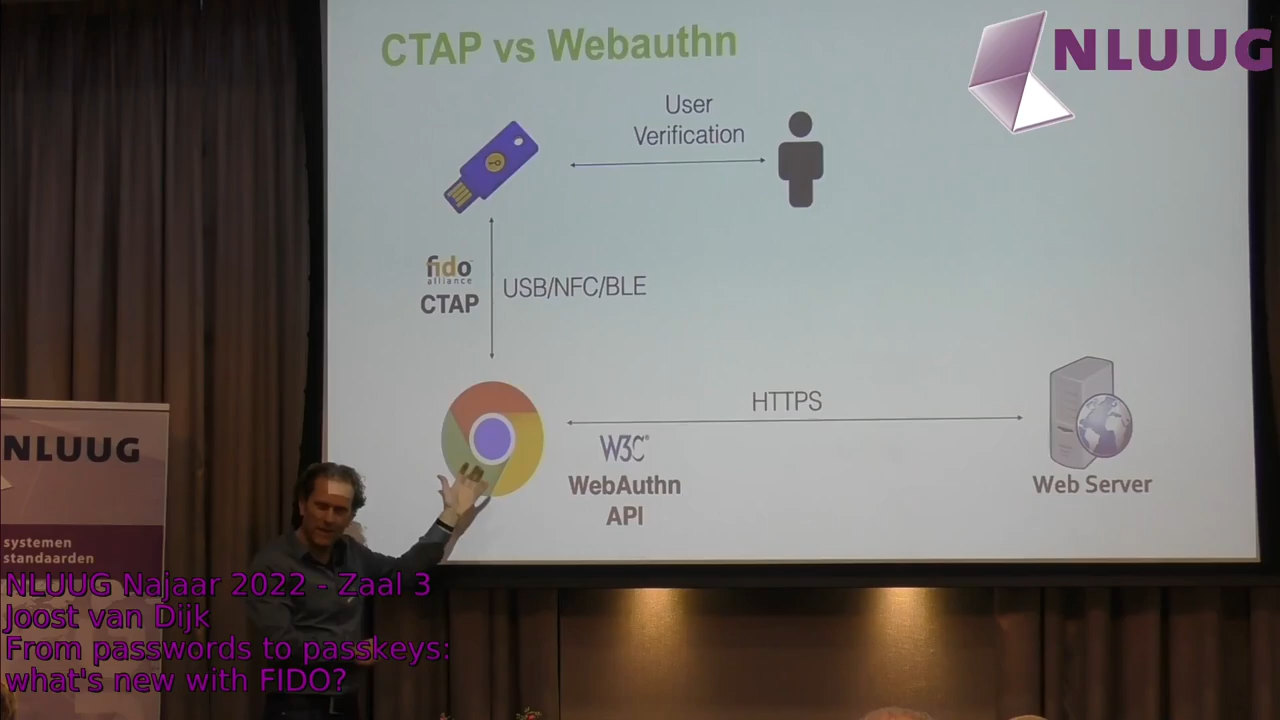 CTAP vs Webauthn
NLUUG
User
Verification
fido
alliance
CTAP
USB/NFC/BLE
HTTPS
W3C®
WebAuthn
API
Web Server
NLUUG
systemen
standaarden
NLUUG Najaar 2022 - Zaal 3
Joost van Dijk
From passwords to passkeys:
what's new with FIDO?